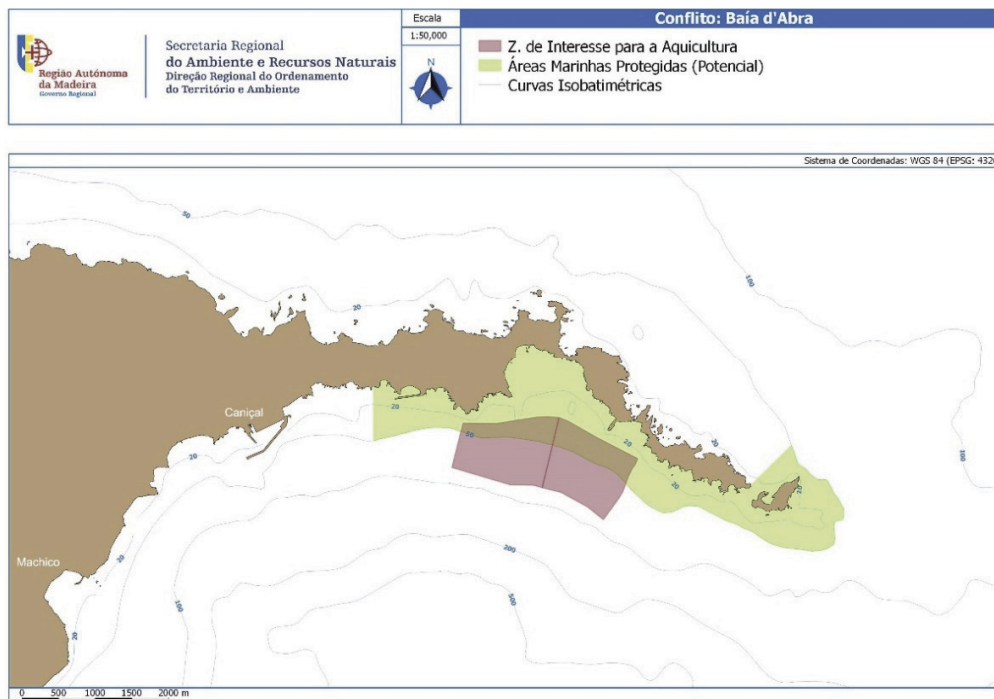 Região Autónoma
da Madeira
Governo Regional
Secretaria Regional
do Ambiente e Recursos Naturais
Direção Regional do Ordenamento
do Território e Ambiente
Escala
1:50,000
N
Conflito: Baía d'Abra
Z. de Interesse para a Aquicultura
Áreas Marinhas Protegidas (Potencial)
Curvas Isobatimétricas
Sistema de Coordenadas: WGS 84 (EPSG: 432
50
100
20
Caniçal
20
50
20
20
20
100
20
20
Machico
20
200
100
500
20
0 500 1000 1500 2000 m